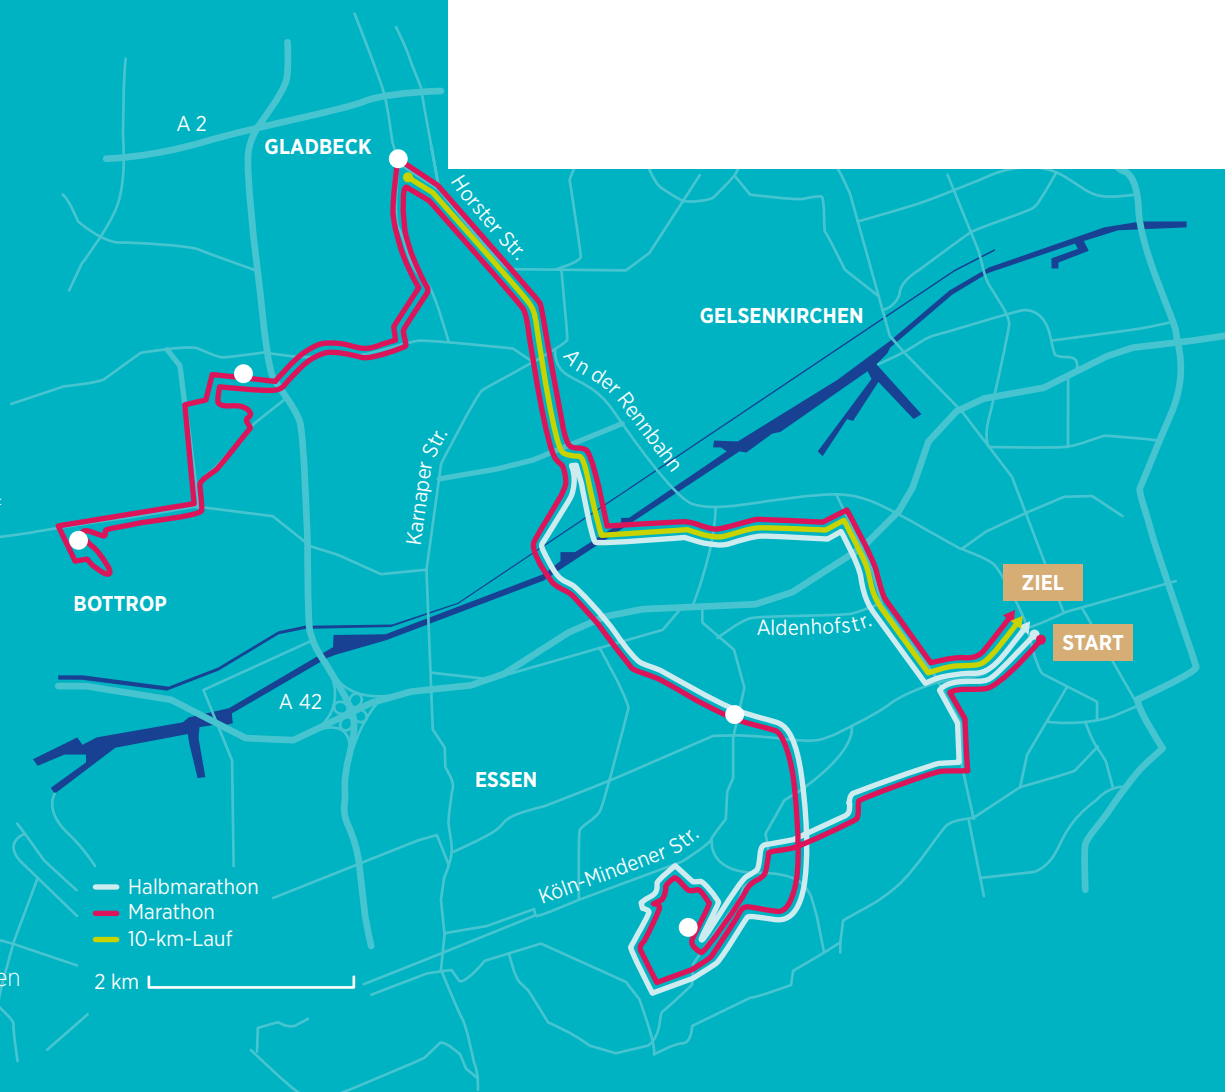 A 2
GLADBECK
Horster Str.
GELSENKIRCHEN
An der Rennbahn
Karnaper Str.
ZIEL
BOTTROP
Aldenhofstr.
START
A 42
ESSEN
Köln-Mindener Str.
Halbmarathon
Marathon
10-km-Lauf
en
2 km